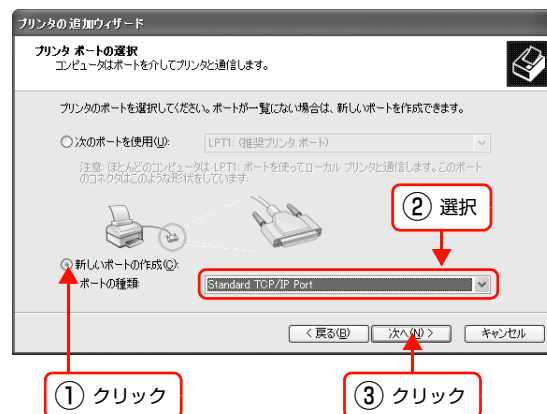 プリンタの追加ウィザード
プリンタ ポートの選択
コンピュータはポートを介してプリンタと通信します。
プリンタのポートを選択してください。ポートが一覧にない場合は、新しいポートを作成できます。
次のポートを使用(U):
LPT1: (推奨プリンタ ポート)
注意: ほとんどのコンピュータは LPT1: ポートを使ってローカル プリンタと通信します。このポート
のコネクタはこのような形状をしています:
② 選択
新しいポートの作成(C):
ポートの種類:
Standard TCP/IP Port
< 戻る(B)
次へ(N) >
キャンセル
① クリック
③ クリック